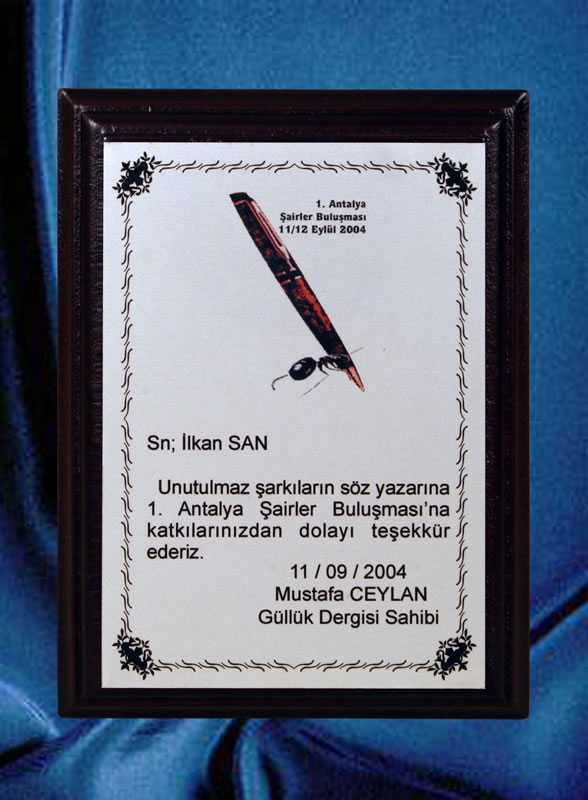 1. Antalya
Şairler Buluşması
11/12 Eylül 2004
Sn; İlkan SAN
Unutulmaz şarkıların söz yazarına
1. Antalya Şairler Buluşması'na
katkılarınızdan dolayı teşekkür
ederiz.
11 / 09 / 2004
Mustafa CEYLAN
Güllük Dergisi Sahibi